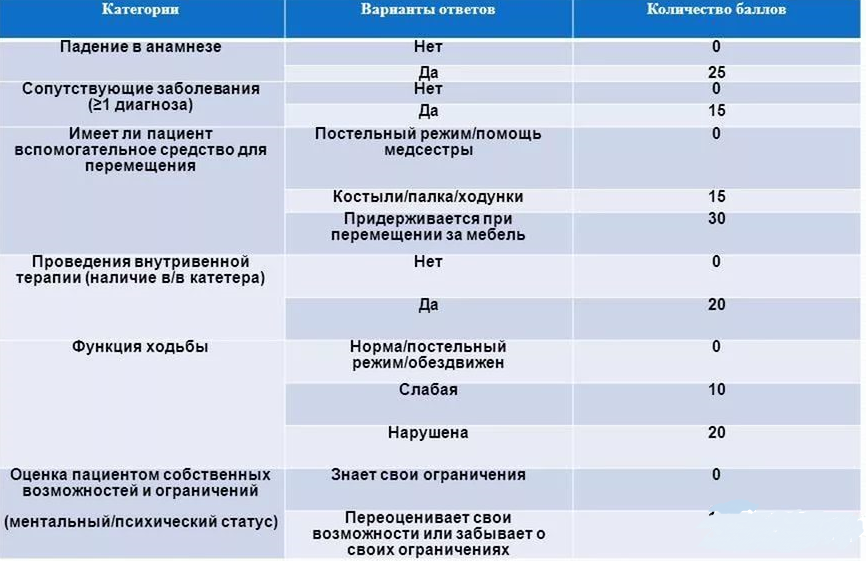 Категории Варианты ответов Количество баллов
Падение в анамнезе Нет 0
Да 25
Сопутствующие заболевания Нет 0
(≥1 диагноза) Да 15
Имеет ли пациент Постельный режим/помощь 0
вспомогательное средство для медсестры
перемещения
Костыли/палка/ходунки 15
Придерживается при 30
перемещении за мебель
Проведения внутривенной Нет 0
терапии (наличие в/в катетера)
Да 20
Функция ходьбы Норма/постельный 0
режим/обездвижен
Слабая 10
Нарушена 20
Оценка пациентом собственных Знает свои ограничения 0
возможностей и ограничений
(ментальный/психический статус) Переоценивает свои
возможности или забывает о
своих ограничениях